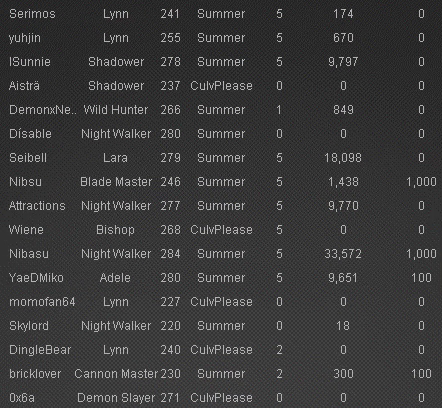 Serimos Lynn 241 Summer 5 174 0
yuhjin Lynn 255 Summer 5 670 0
ISunnie Shadower 278 Summer 5 9,797 0
Aisträ Shadower 237 CulvPlease 0 0 0
DemonxNe.. Wild Hunter 266 Summer 1 849 0
Dísable Night Walker 280 Summer 0 0 0
Seibell Lara 279 Summer 5 18,098 0
Nibsu Blade Master 246 Summer 5 1,438 1,000
Attractions Night Walker 277 Summer 5 9,770 0
Wiene Bishop 268 CulvPlease 5 0 0
Nibasu Night Walker 284 Summer 5 33,572 1,000
YaeDMiko Adele 280 Summer 5 9,651 100
momofan64 Lynn 227 CulvPlease 0 0 0
Skylord Night Walker 220 Summer 0 18 0
DingleBear Lynn 240 CulvPlease 2 0 0
bricklover Cannon Master 230 Summer 2 300 100
0x6a Demon Slayer 271 CulvPlease 0 0 0